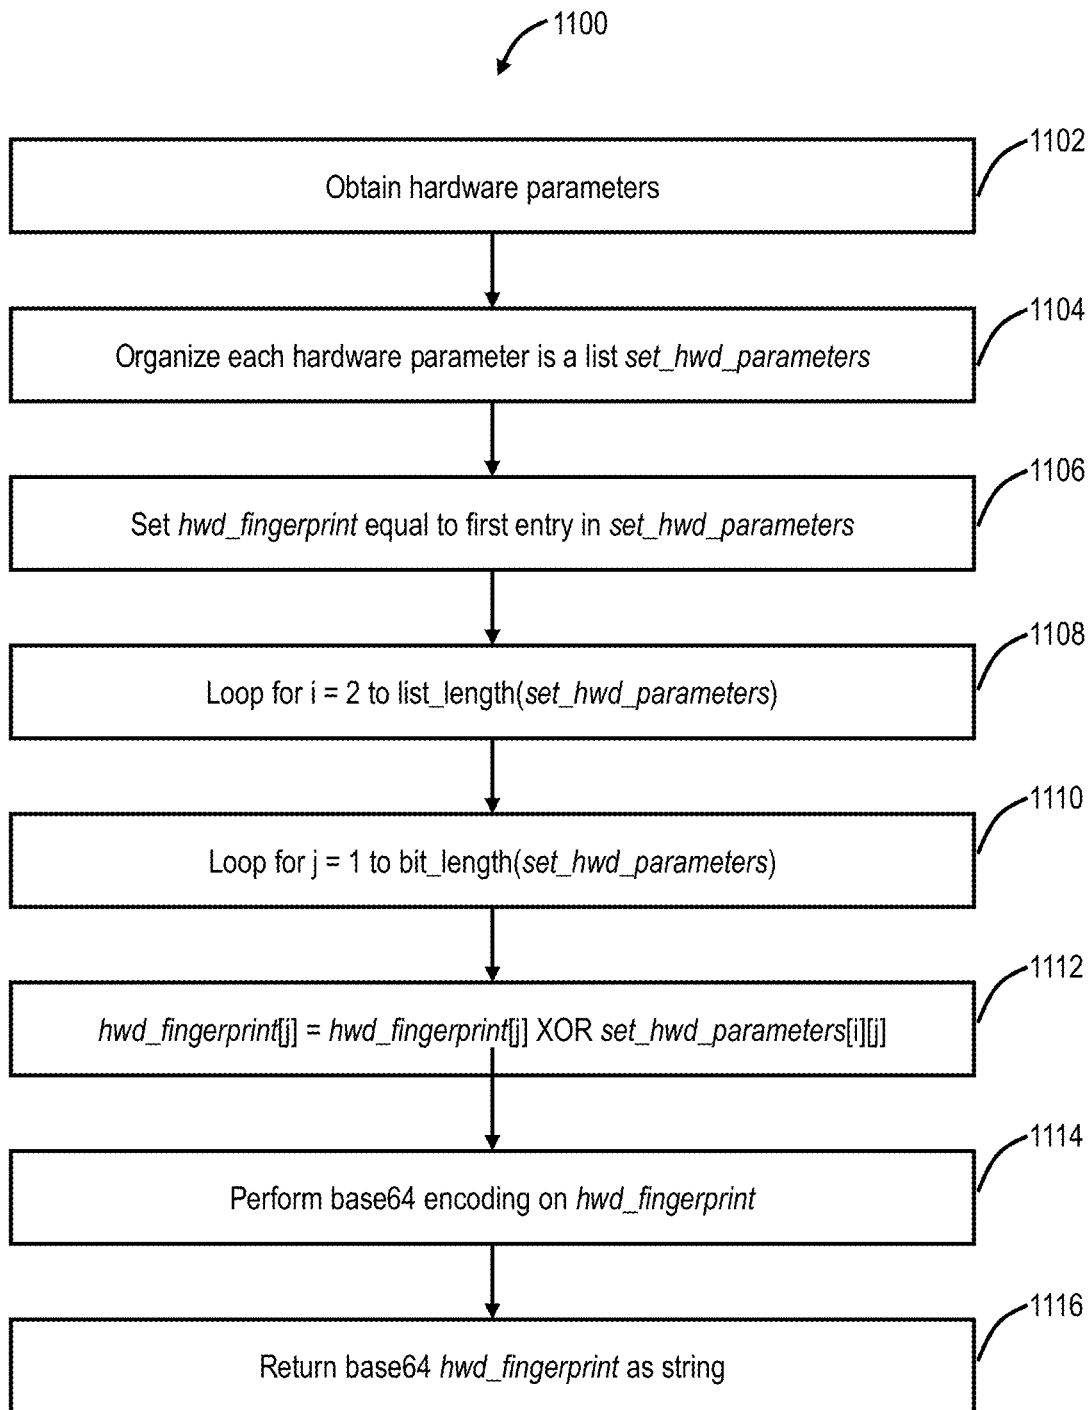 1100
1102
Obtain hardware parameters
1104
Organize each hardware parameter is a list set_hwd_parameters
1106
Set hwd_fingerprint equal to first entry in set_hwd_parameters
1108
Loop for i = 2 to list_length(set_hwd_parameters)
1110
Loop for j = 1 to bit_length(set_hwd_parameters)
1112
hwd_fingerprint[j] = hwd_fingerprint[j] XOR set_hwd_parameters[i][j]
1114
Perform base64 encoding on hwd_fingerprint
1116
Return base64 hwd_fingerprint as string